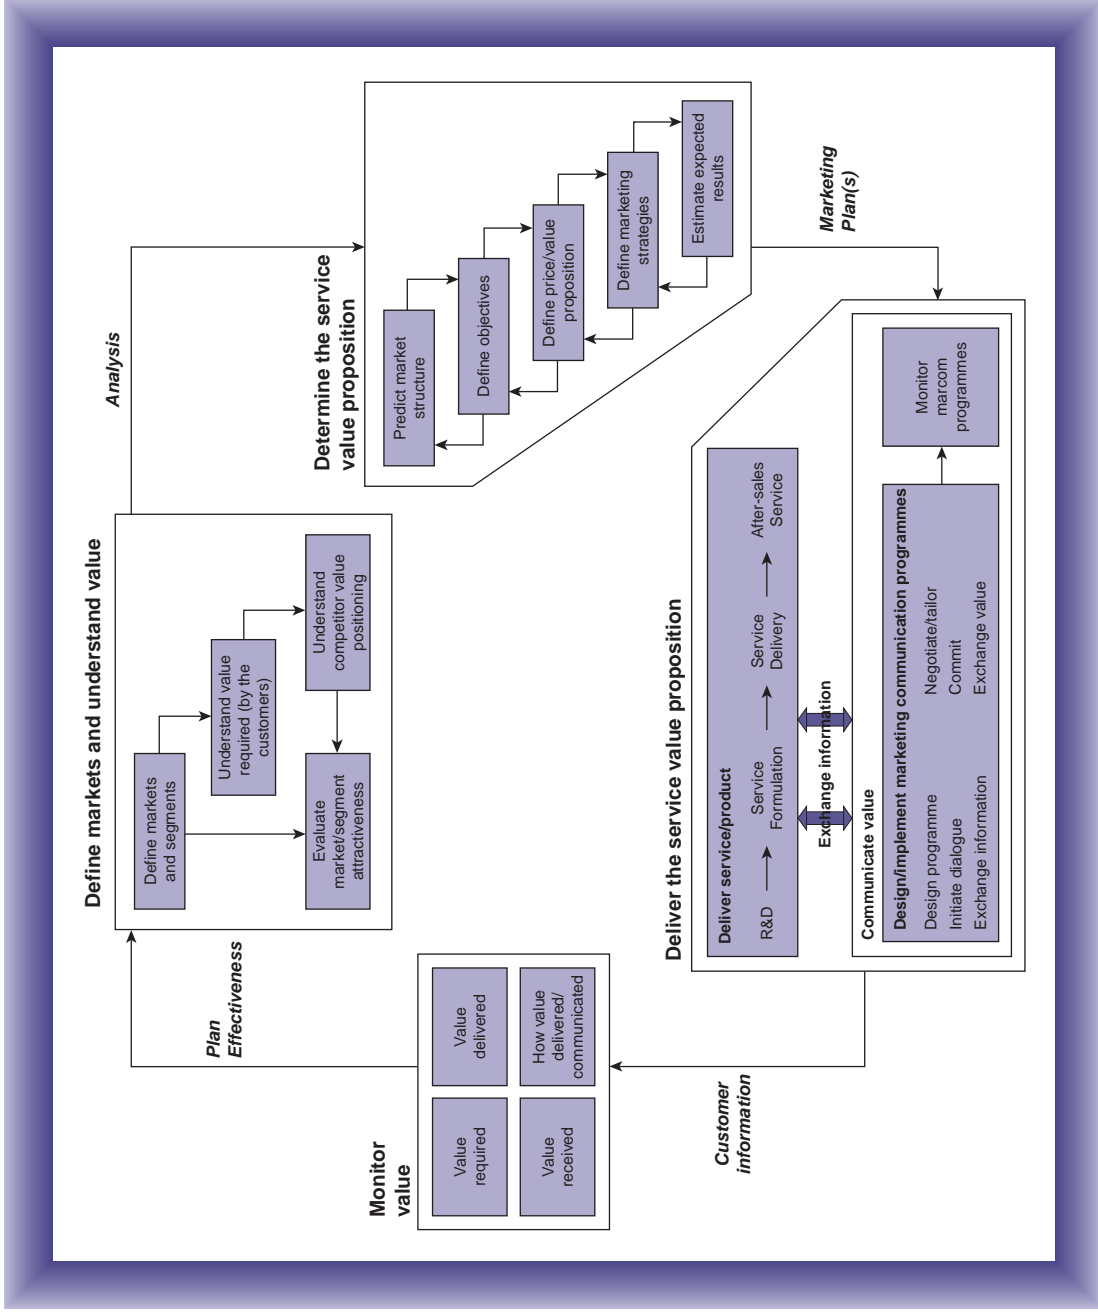 Define markets and understand value
Define markets
and segments
Understand value
required (by the
customers)
Understand
competitor value
positioning
Evaluate
market/segment
attractiveness
Analysis
Determine the service
value proposition
Predict market
structure
Define objectives
Define price/value
proposition
Define marketing
strategies
Estimate expected
results
Marketing
Plan(s)
Deliver the service value proposition
Deliver service/product
R&D
Service
Formulation
Service
Delivery
After-sales
Service
Exchange information
Communicate value
Design/implement marketing communication programmes
Design programme
Initiate dialogue
Exchange information
Negotiate/tailor
Commit
Exchange value
Monitor
marcom
programmes
Customer
information
Monitor
value
Value
required
Value
delivered
Value
received
How value
delivered/
communicated
Plan
Effectiveness